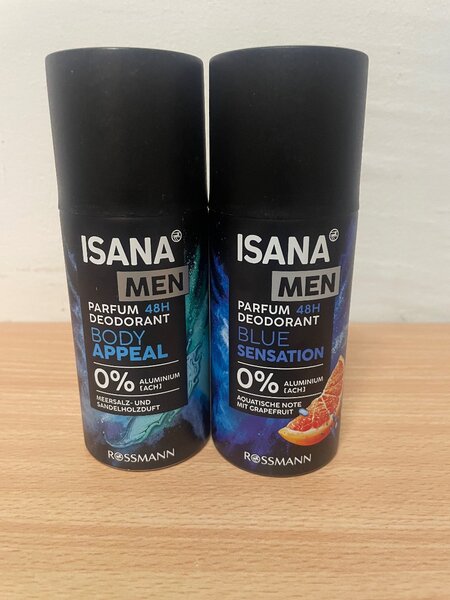 ISANA
MEN
PARFUM 48H
DEODORANT
BODY
APPEAL
0% ALUMINIUM
[ACH]
MEERSALZ- UND
SANDELHOLZDUFT
ROSSMANN
ISANA
MEN
PARFUM 48H
DEODORANT
BLUE
SENSATION
0% ALUMINIUM
[ACH]
AQUATISCHE NOTE
MIT GRAPEFRUIT
ROSSMANN